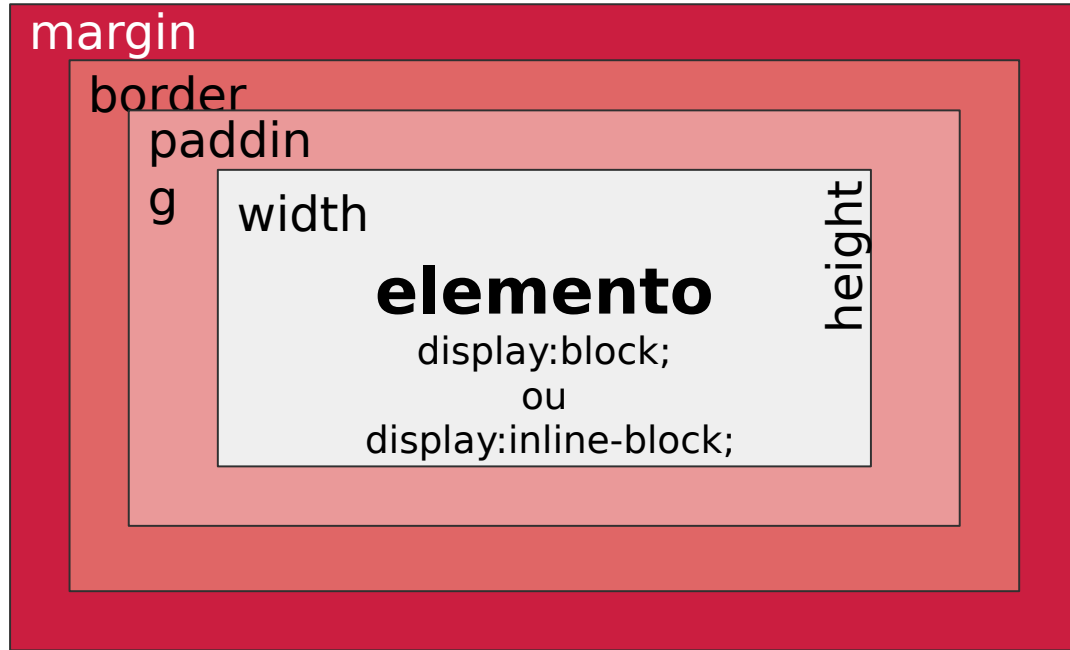 margin
border
paddin
g
width
height
elemento
display:block;
ou
display:inline-block;